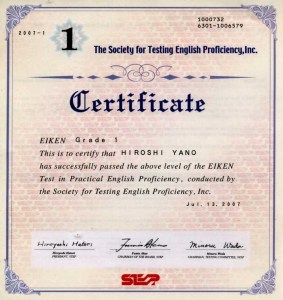 1000732
6301-1006579
2007-1
1
The Society for Testing English Proficiency, Inc.
Certificate
EIKEN Grade 1
This is to certify that HIROSHI YANO
has successfully passed the above level of the EIKEN
Test in Practical English Proficiency, conducted by
the Society for Testing English Proficiency, Inc.
Jul. 13, 2007
STEP